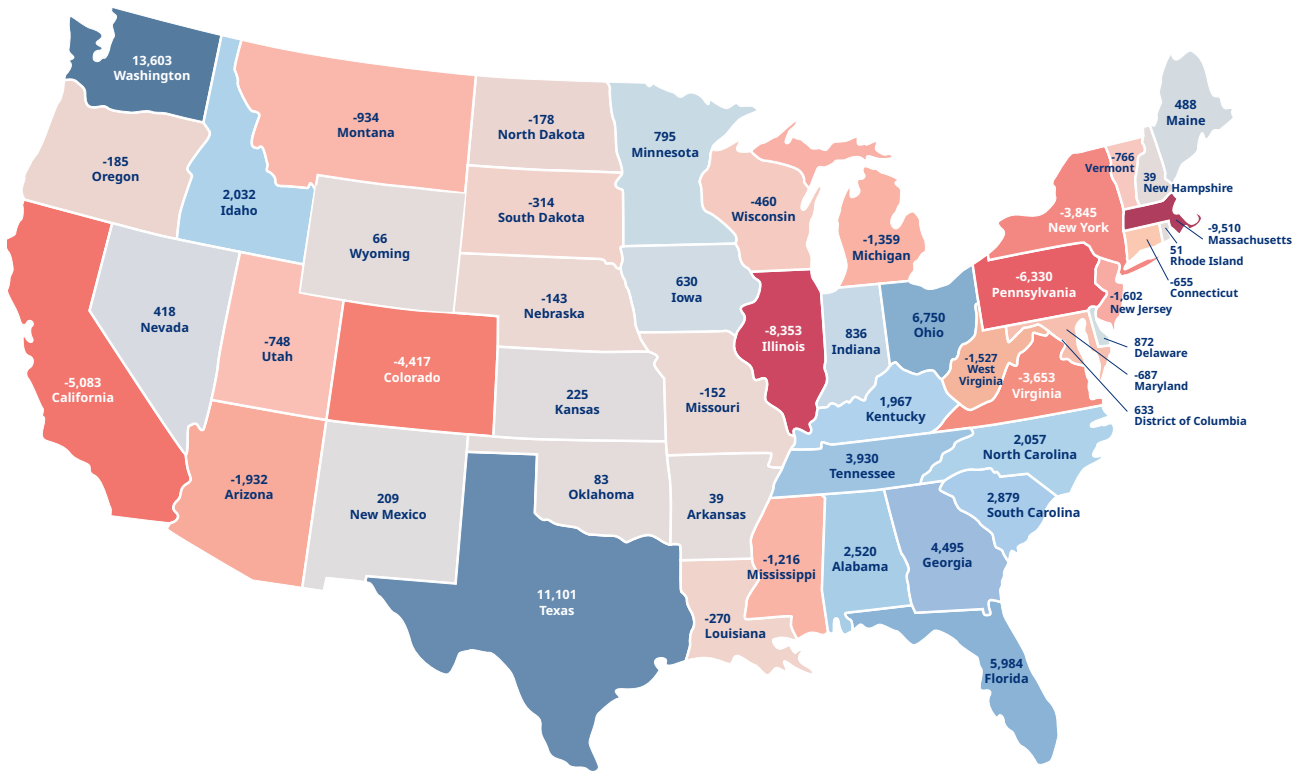 13,603
Washington
-185
Oregon
-5,083
California
418
Nevada
2,032
Idaho
-934
Montana
66
Wyoming
-748
Utah
-4,417
Colorado
-1,932
Arizona
209
New Mexico
-178
North Dakota
-314
South Dakota
-143
Nebraska
225
Kansas
83
Oklahoma
11,101
Texas
795
Minnesota
630
Iowa
-152
Missouri
39
Arkansas
-270
Louisiana
-460
Wisconsin
-8,353
Illinois
-1,359
Michigan
836
Indiana
6,750
Ohio
1,967
Kentucky
3,930
Tennessee
-1,216
Mississippi
2,520
Alabama
4,495
Georgia
5,984
Florida
2,879
South Carolina
2,057
North Carolina
-3,653
Virginia
-1,527
West
Virginia
-6,330
Pennsylvania
-3,845
New York
-766
Vermont
39
New Hampshire
488
Maine
-9,510
Massachusetts
51
Rhode Island
-655
Connecticut
-1,602
New Jersey
872
Delaware
-687
Maryland
633
District of Columbia